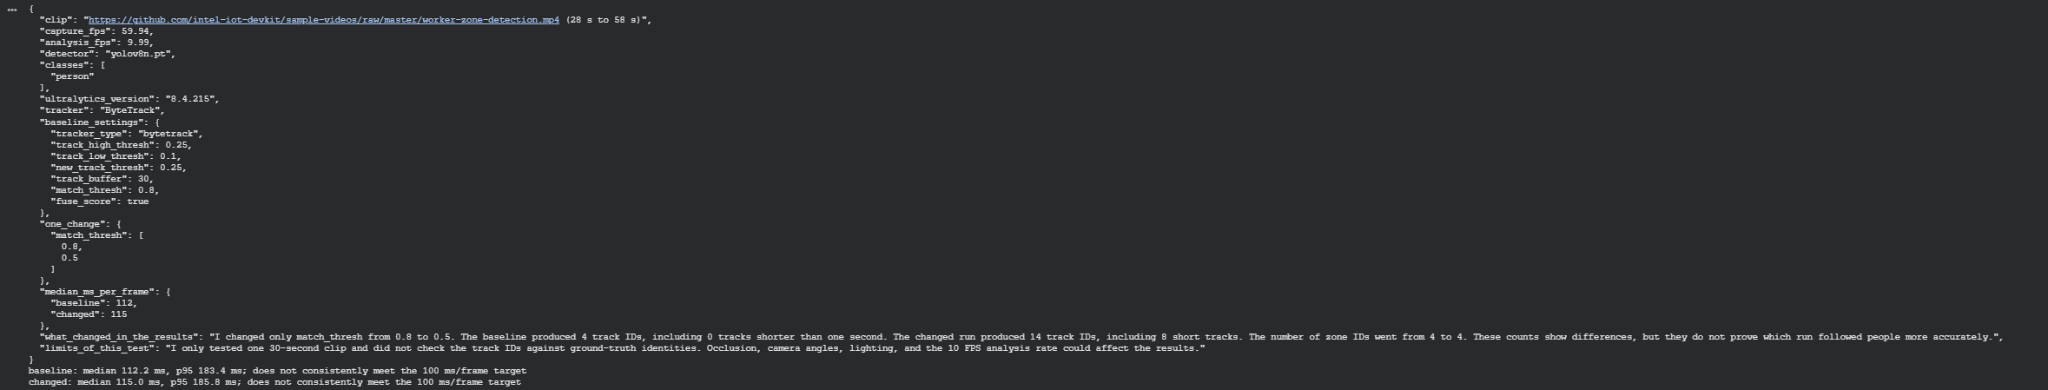 ... {
"clip": "https://github.com/intel-iot-devkit/sample-videos/raw/master/worker-zone-detection.mp4 (28 s to 58 s)",
"capture_fps": 59.94,
"analysis_fps": 9.99,
"detector": "yolov8n.pt",
"classes": [
"person"
],
"ultralytics_version": "8.4.215",
"tracker": "ByteTrack",
"baseline_settings": {
"tracker_type": "bytetrack",
"track_high_thresh": 0.25,
"track_low_thresh": 0.1,
"new_track_thresh": 0.25,
"track_buffer": 30,
"match_thresh": 0.8,
"fuse_score": true
},
"one_change": {
"match_thresh": [
0.8,
0.5
]
},
"median_ms_per_frame": {
"baseline": 112,
"changed": 115
},
"what_changed_in_the_results": "I changed only match_thresh from 0.8 to 0.5. The baseline produced 4 track IDs, including 0 tracks shorter than one second. The changed run produced 14 track IDs, including 8 short tracks. The number of zone IDs went from 4 to 4. These counts show differences, but they do not prove which run followed people more accurately.",
"limits_of_this_test": "I only tested one 30-second clip and did not check the track IDs against ground-truth identities. Occlusion, camera angles, lighting, and the 10 FPS analysis rate could affect the results."
}
baseline: median 112.2 ms, p95 183.4 ms; does not consistently meet the 100 ms/frame target
changed: median 115.0 ms, p95 185.8 ms; does not consistently meet the 100 ms/frame target